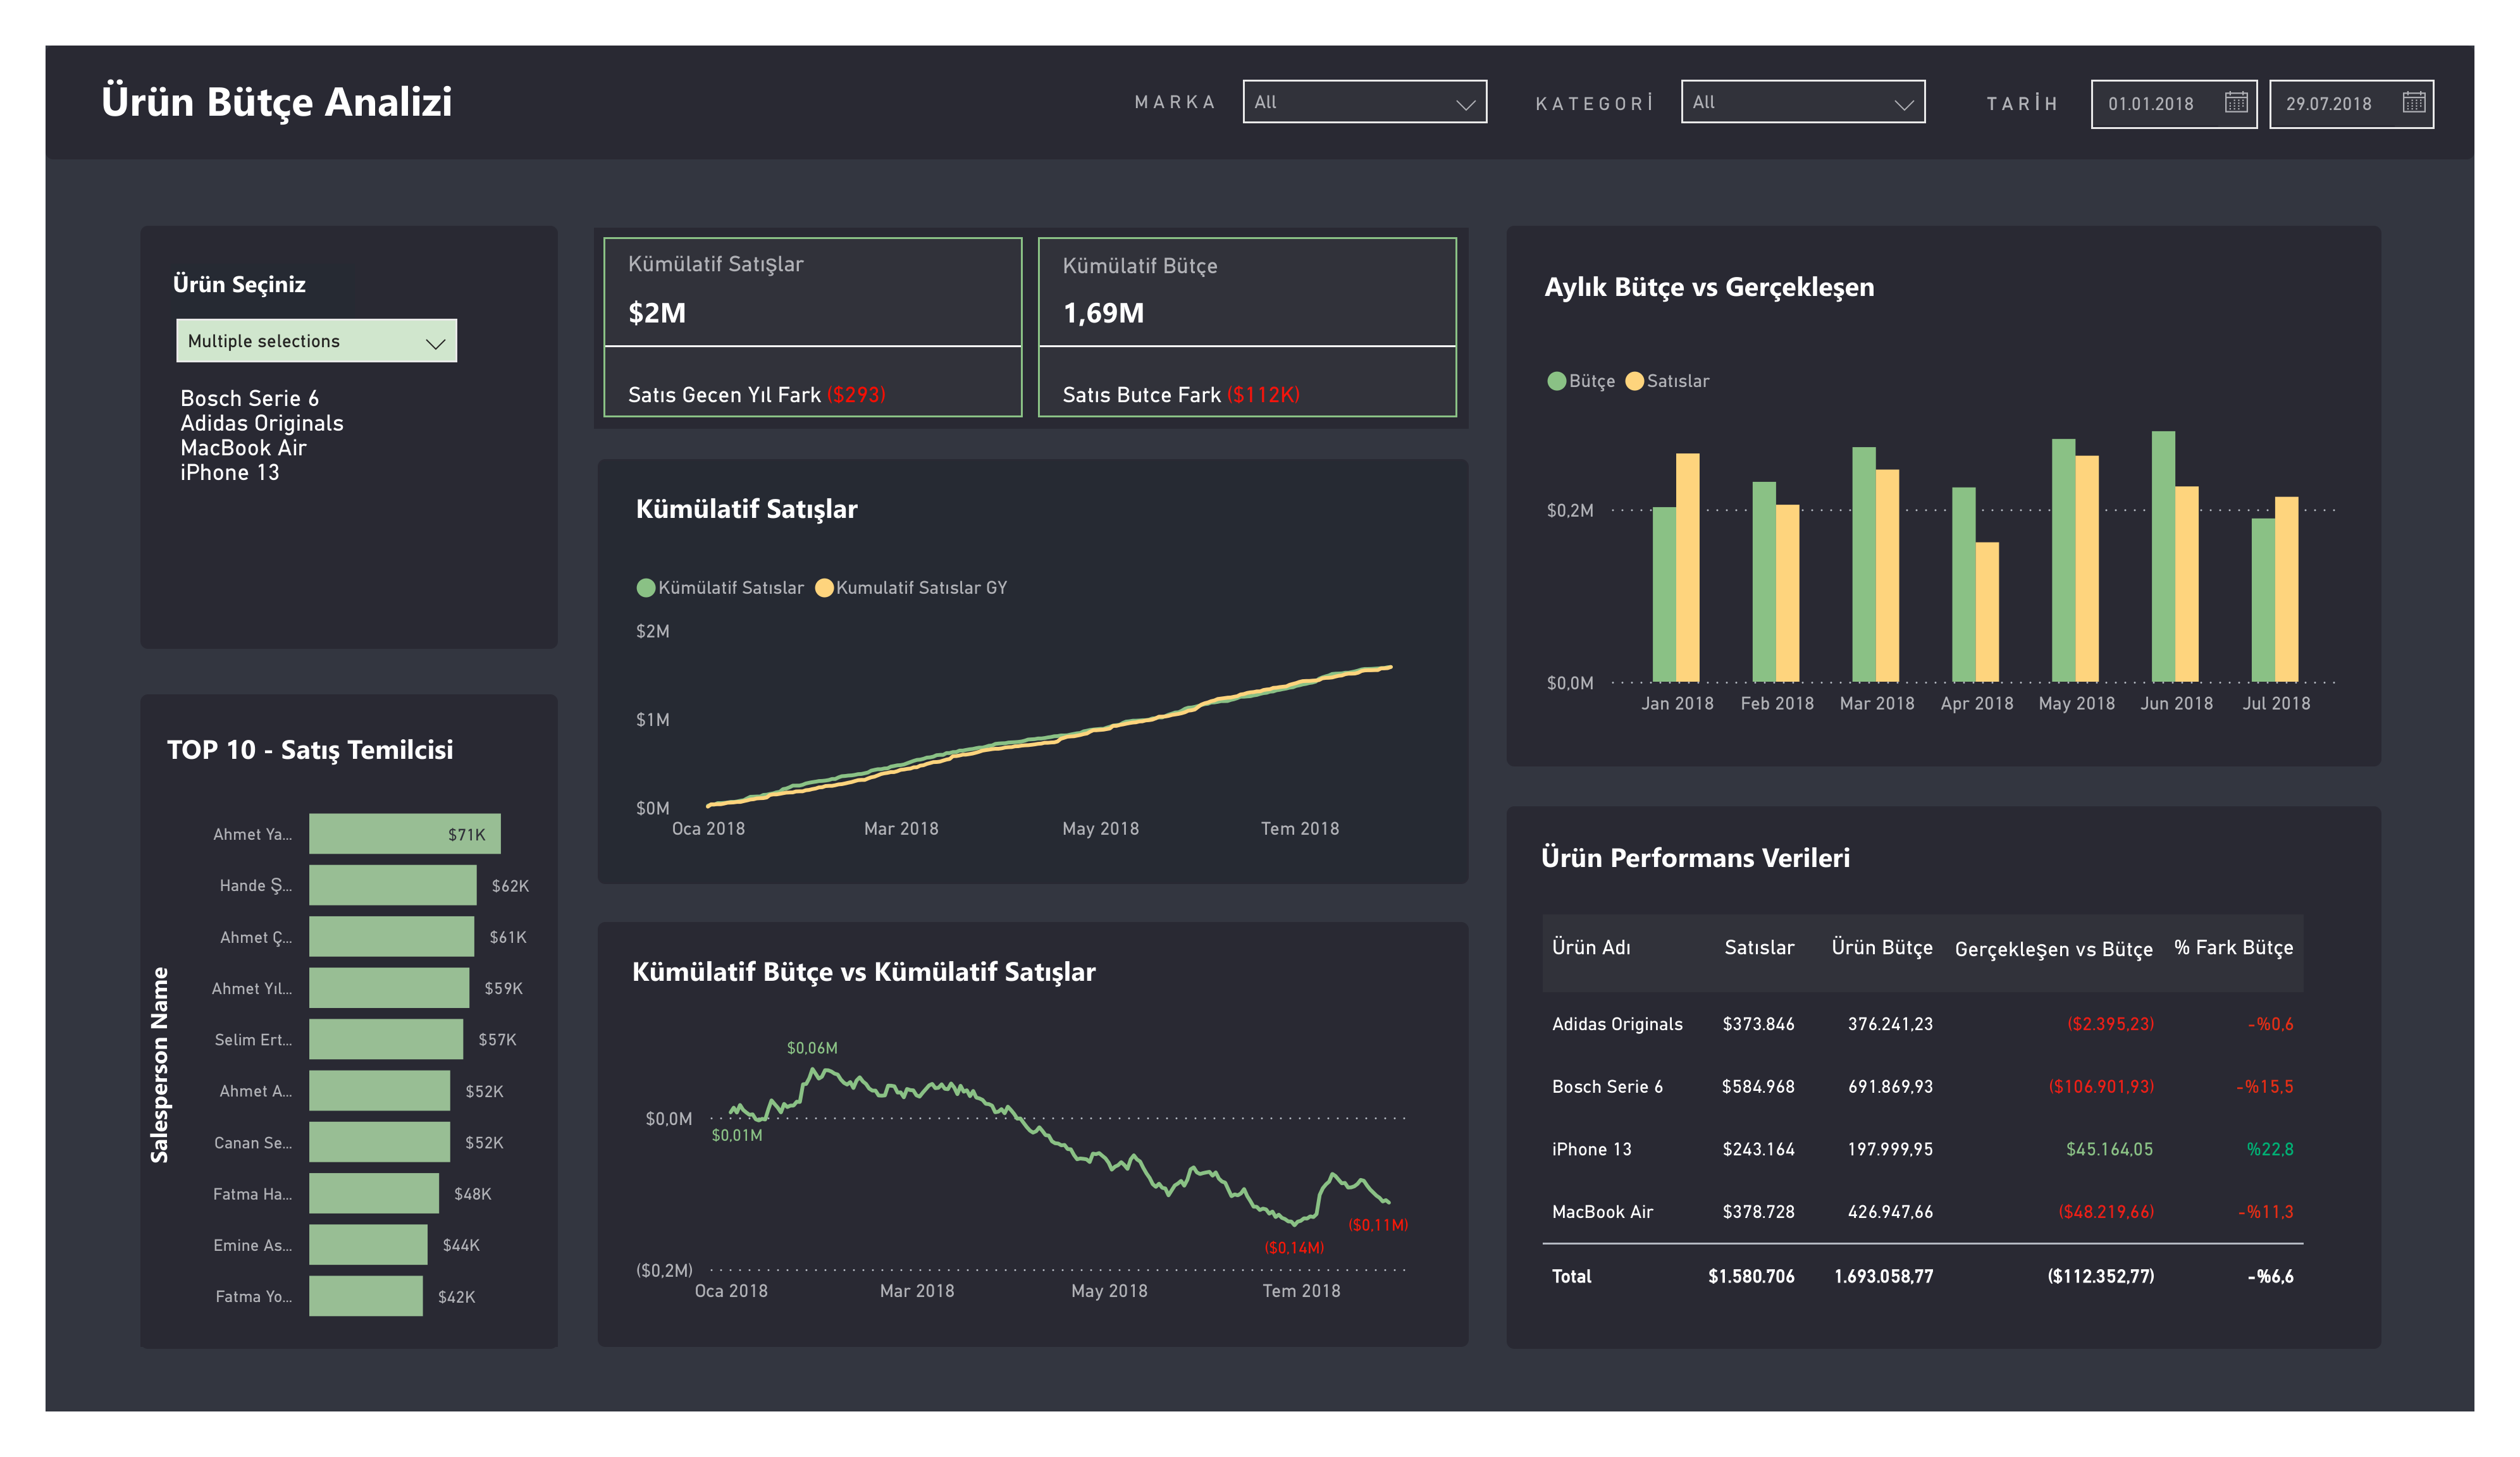 Ürün Bütçe Analizi
MARKA
All
KATEGORİ
All
TARİH
01.01.2018
29.07.2018
Ürün Seçiniz
Multiple selections
Bosch Serie 6
Adidas Originals
MacBook Air
iPhone 13
TOP 10 - Satış Temilcisi
Salesperson Name
Ahmet Ya... $71K
Hande Ş... $62K
Ahmet Ç... $61K
Ahmet Yıl... $59K
Selim Ert... $57K
Ahmet A... $52K
Canan Se... $52K
Fatma Ha... $48K
Emine As... $44K
Fatma Yo... $42K
Kümülatif Satışlar
$2M
Satıs Gecen Yıl Fark ($293)
Kümülatif Bütçe
1,69M
Satıs Butce Fark ($112K)
Kümülatif Satışlar
Kümülatif Satıslar Kumulatif Satıslar GY
$2M
$1M
$0M
Oca 2018 Mar 2018 May 2018 Tem 2018
Kümülatif Bütçe vs Kümülatif Satışlar
$0,06M
$0,0M
$0,01M
($0,11M)
($0,14M)
($0,2M)
Oca 2018 Mar 2018 May 2018 Tem 2018
Aylık Bütçe vs Gerçekleşen
Bütçe Satıslar
$0,2M
$0,0M
Jan 2018 Feb 2018 Mar 2018 Apr 2018 May 2018 Jun 2018 Jul 2018
Ürün Performans Verileri
Ürün Adı Satıslar Ürün Bütçe Gerçekleşen vs Bütçe % Fark Bütçe
Adidas Originals $373.846 376.241,23 ($2.395,23) -%0,6
Bosch Serie 6 $584.968 691.869,93 ($106.901,93) -%15,5
iPhone 13 $243.164 197.999,95 $45.164,05 %22,8
MacBook Air $378.728 426.947,66 ($48.219,66) -%11,3
Total $1.580.706 1.693.058,77 ($112.352,77) -%6,6